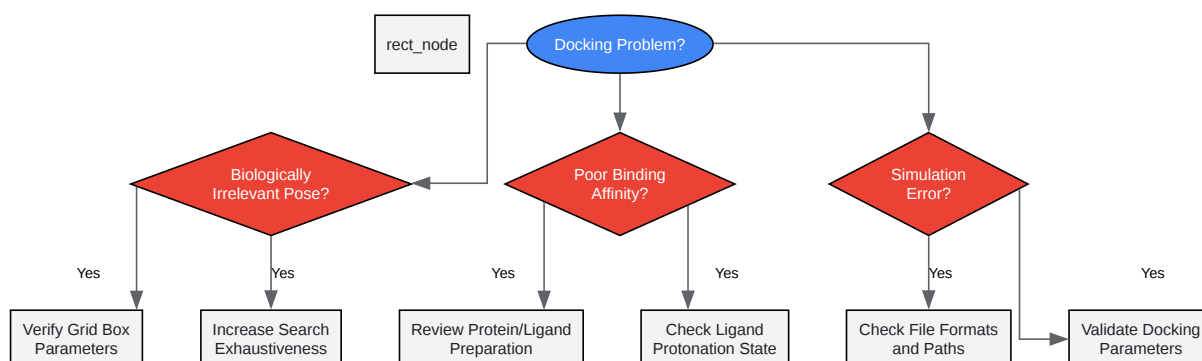 rect_node
Docking Problem?
Biologically
Irrelevant Pose?
Poor Binding
Affinity?
Simulation
Error?
Yes
Yes
Yes
Yes
Yes
Yes
Verify Grid Box
Parameters
Increase Search
Exhaustiveness
Review Protein/Ligand
Preparation
Check Ligand
Protonation State
Check File Formats
and Paths
Validate Docking
Parameters